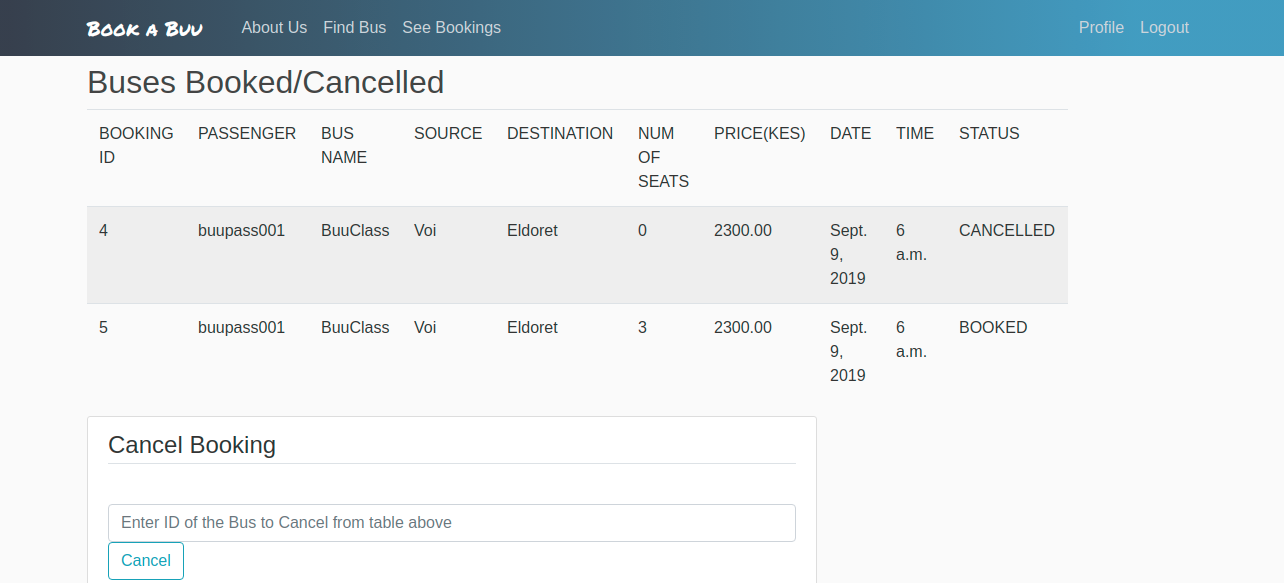 Book a Buu About Us Find Bus See Bookings Profile Logout
Buses Booked/Cancelled
BOOKING ID PASSENGER BUS NAME SOURCE DESTINATION NUM OF SEATS PRICE(KES) DATE TIME STATUS
4 buupass001 BuuClass Voi Eldoret 0 2300.00 Sept. 9, 2019 6 a.m. CANCELLED
5 buupass001 BuuClass Voi Eldoret 3 2300.00 Sept. 9, 2019 6 a.m. BOOKED
Cancel Booking
Enter ID of the Bus to Cancel from table above
Cancel